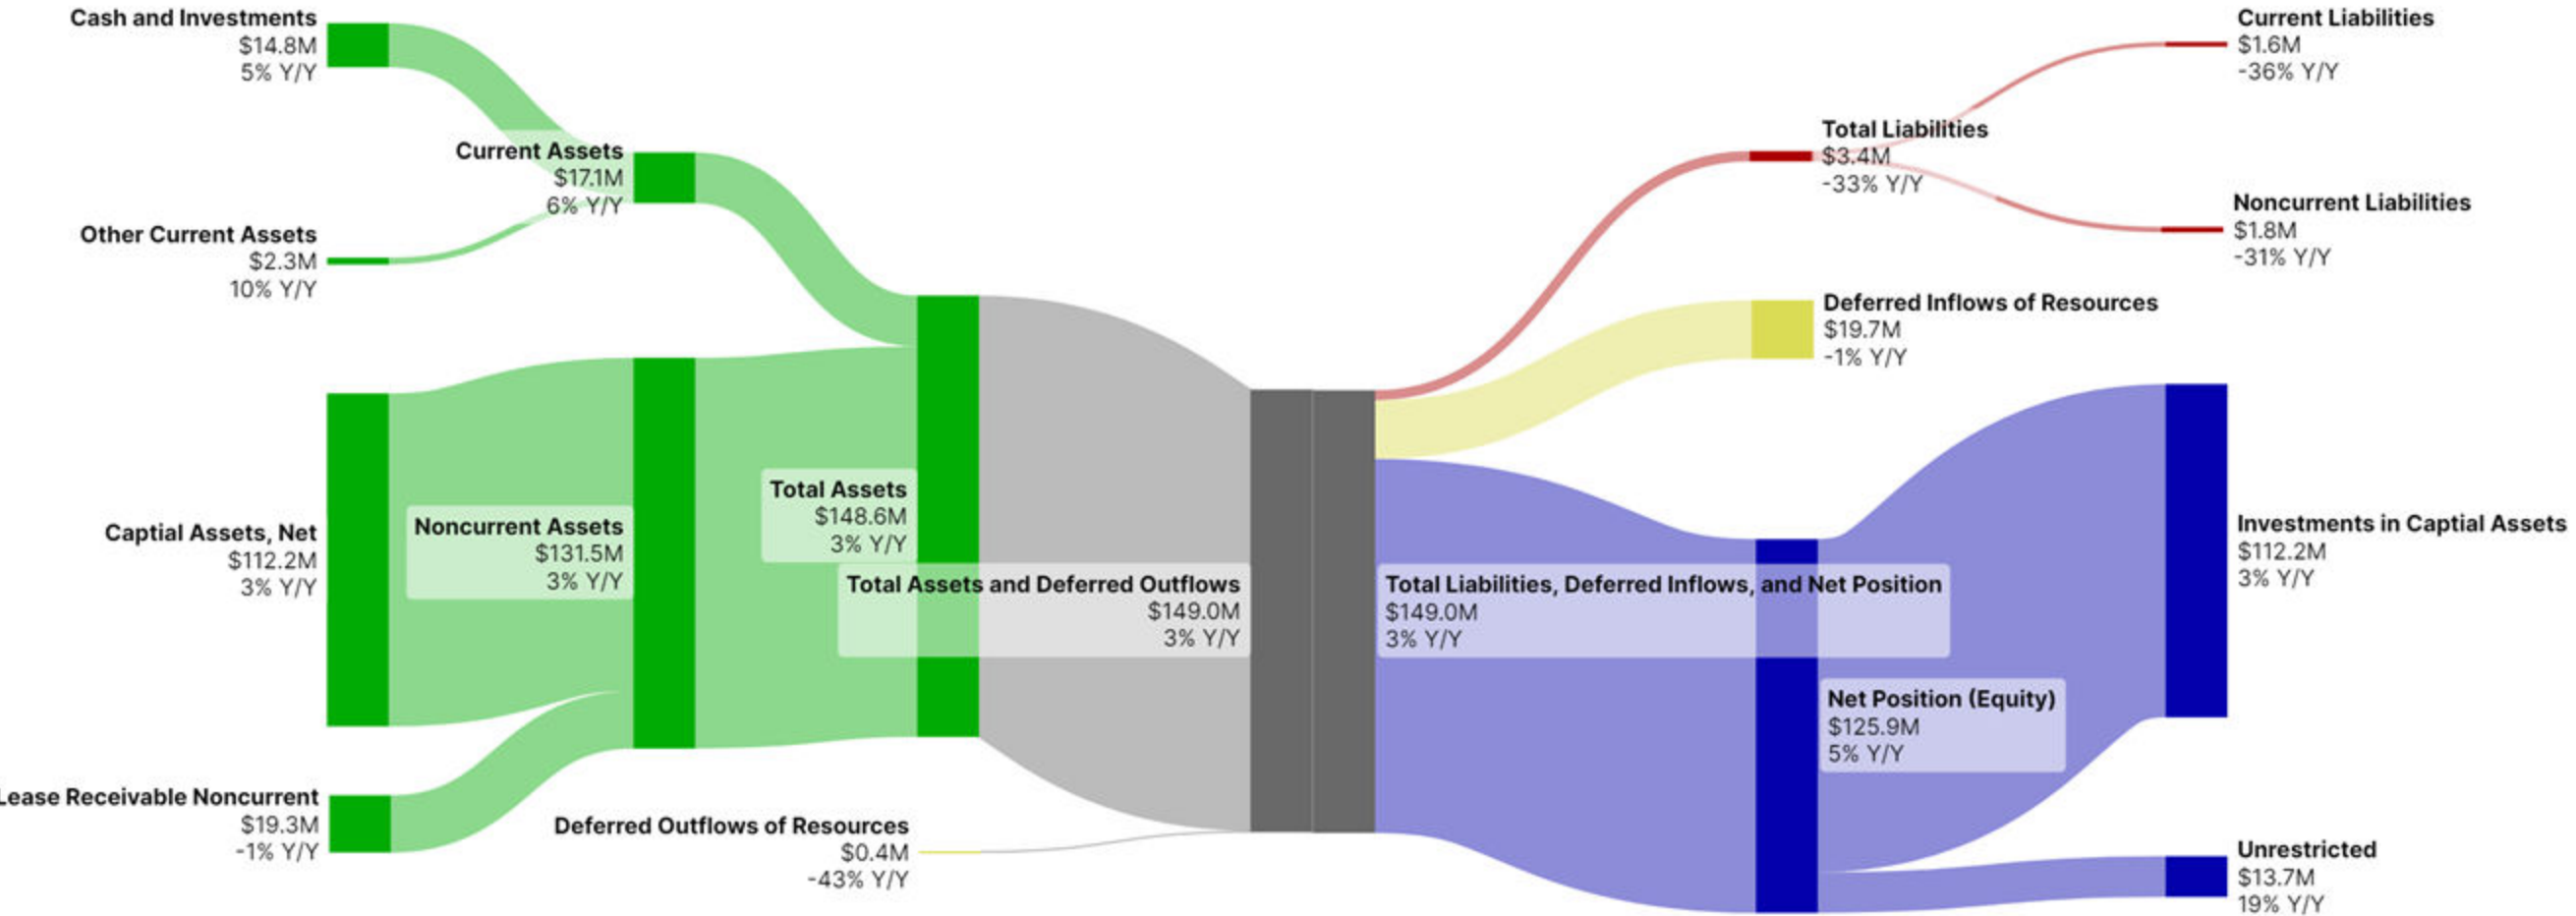 Cash and Investments
$14.8M
5% Y/Y
Current Assets
$17.1M
6% Y/Y
Other Current Assets
$2.3M
10% Y/Y
Captial Assets, Net
$112.2M
3% Y/Y
Noncurrent Assets
$131.5M
3% Y/Y
Lease Receivable Noncurrent
$19.3M
-1% Y/Y
Total Assets
$148.6M
3% Y/Y
Deferred Outflows of Resources
$0.4M
-43% Y/Y
Total Assets and Deferred Outflows
$149.0M
3% Y/Y
Total Liabilities, Deferred Inflows, and Net Position
$149.0M
3% Y/Y
Total Liabilities
$3.4M
-33% Y/Y
Current Liabilities
$1.6M
-36% Y/Y
Noncurrent Liabilities
$1.8M
-31% Y/Y
Deferred Inflows of Resources
$19.7M
-1% Y/Y
Net Position (Equity)
$125.9M
5% Y/Y
Investments in Captial Assets
$112.2M
3% Y/Y
Unrestricted
$13.7M
19% Y/Y